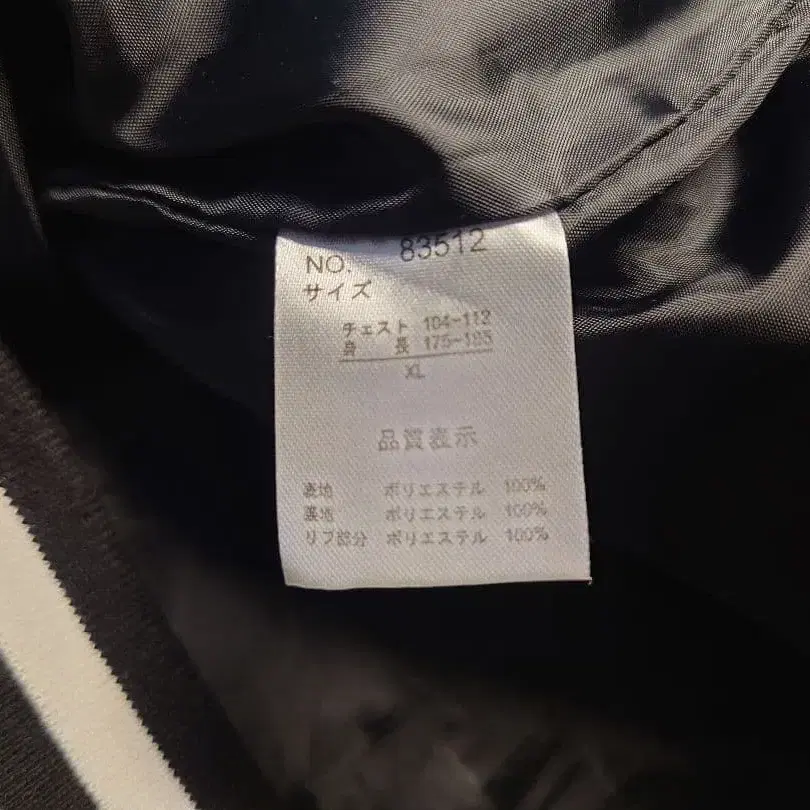 NO. 83512
サイズ
チェスト 104-112
身長 175-185
XL
品質表示
表地 ポリエステル 100%
裏地 ポリエステル 100%
リブ部分 ポリエステル 100%